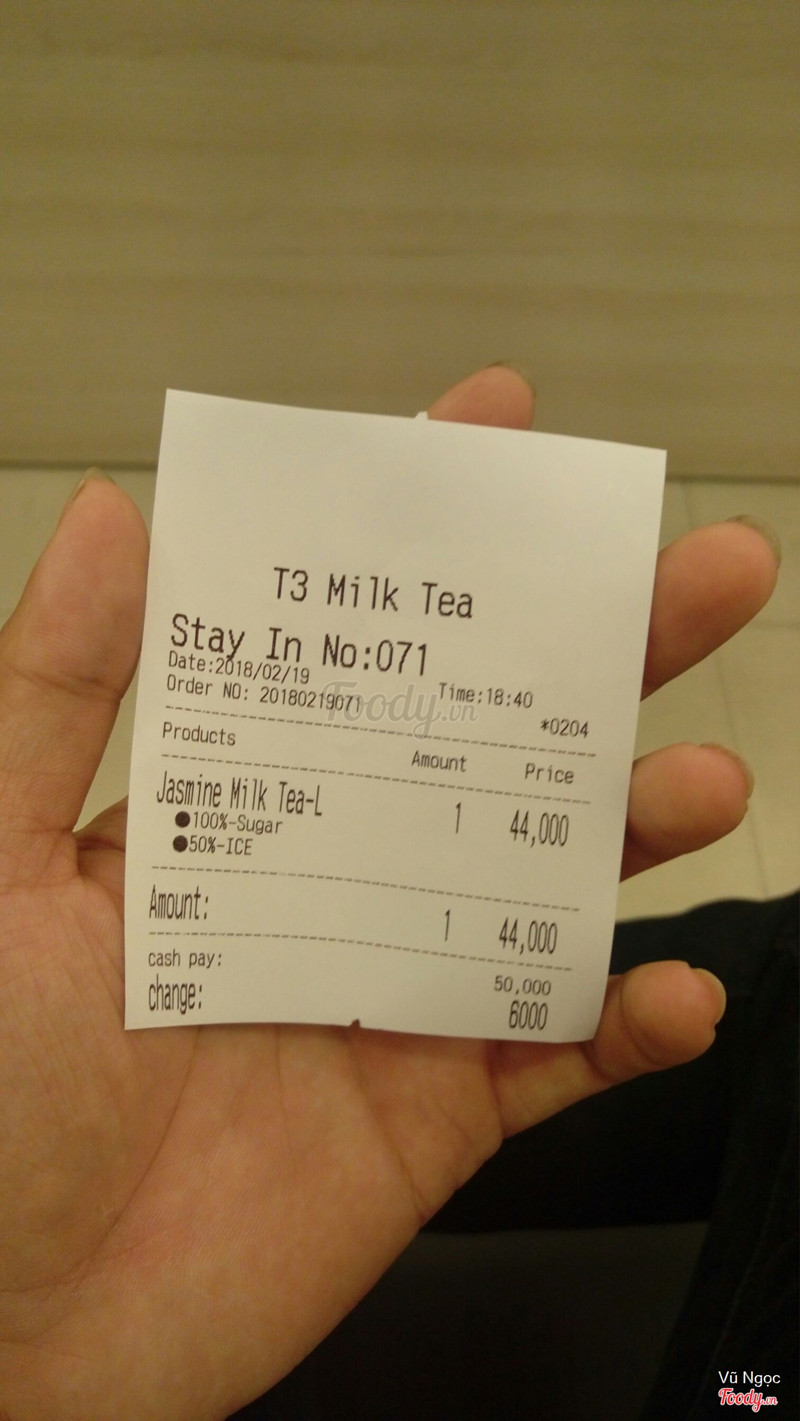 T3 Milk Tea
Stay In No:071
Date:2018/02/19 Time:18:40
Order NO: 20180219071 *0204
Products Amount Price
Jasmine Milk Tea-L 1 44,000
●100%-Sugar
●50%-ICE
Amount: 1 44,000
cash pay: 50,000
change: 6000
Foody.vn
Vũ Ngọc
Foody.vn